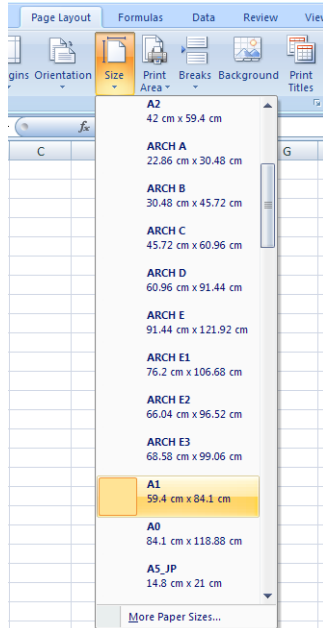 Page Layout Formulas Data Review View
gins Orientation Size Print Area Breaks Background Print Titles
fx
C G
A2
42 cm x 59.4 cm
ARCH A
22.86 cm x 30.48 cm
ARCH B
30.48 cm x 45.72 cm
ARCH C
45.72 cm x 60.96 cm
ARCH D
60.96 cm x 91.44 cm
ARCH E
91.44 cm x 121.92 cm
ARCH E1
76.2 cm x 106.68 cm
ARCH E2
66.04 cm x 96.52 cm
ARCH E3
68.58 cm x 99.06 cm
A1
59.4 cm x 84.1 cm
A0
84.1 cm x 118.88 cm
A5_JP
14.8 cm x 21 cm
More Paper Sizes...